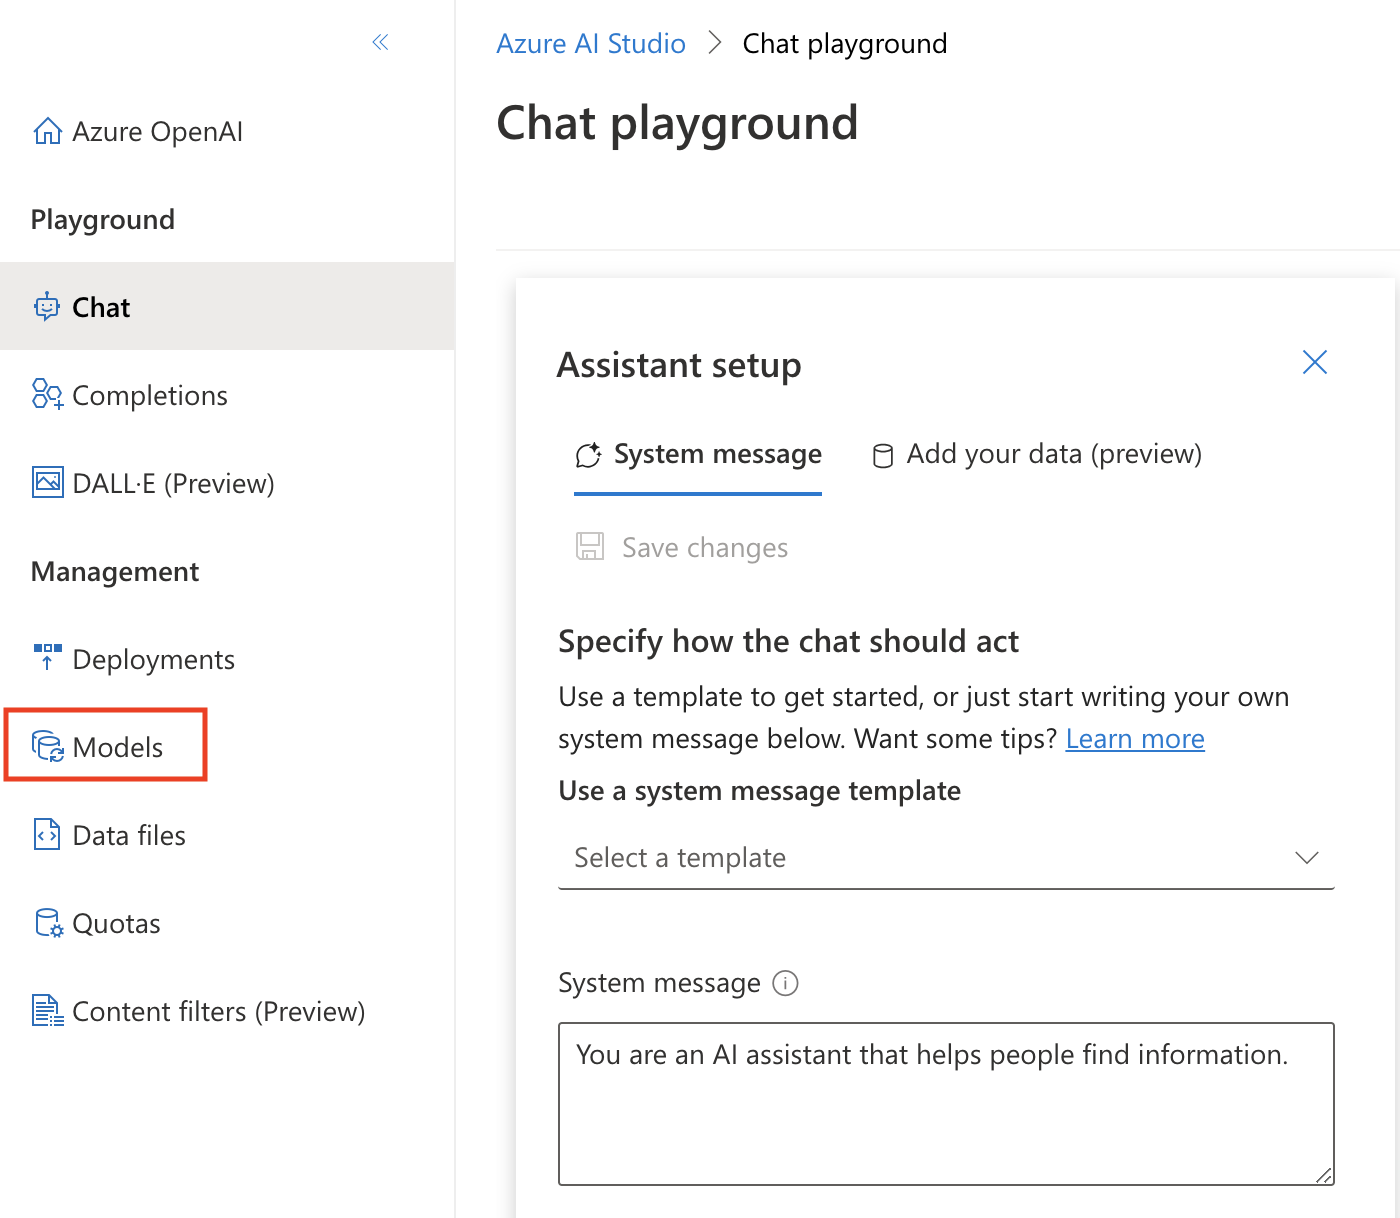 Azure OpenAI
Playground
Chat
Completions
DALL·E (Preview)
Management
Deployments
Models
Data files
Quotas
Content filters (Preview)
Azure AI Studio > Chat playground
Chat playground
Assistant setup
System message
Add your data (preview)
Save changes
Specify how the chat should act
Use a template to get started, or just start writing your own
system message below. Want some tips? Learn more
Use a system message template
Select a template
System message
You are an AI assistant that helps people find information.